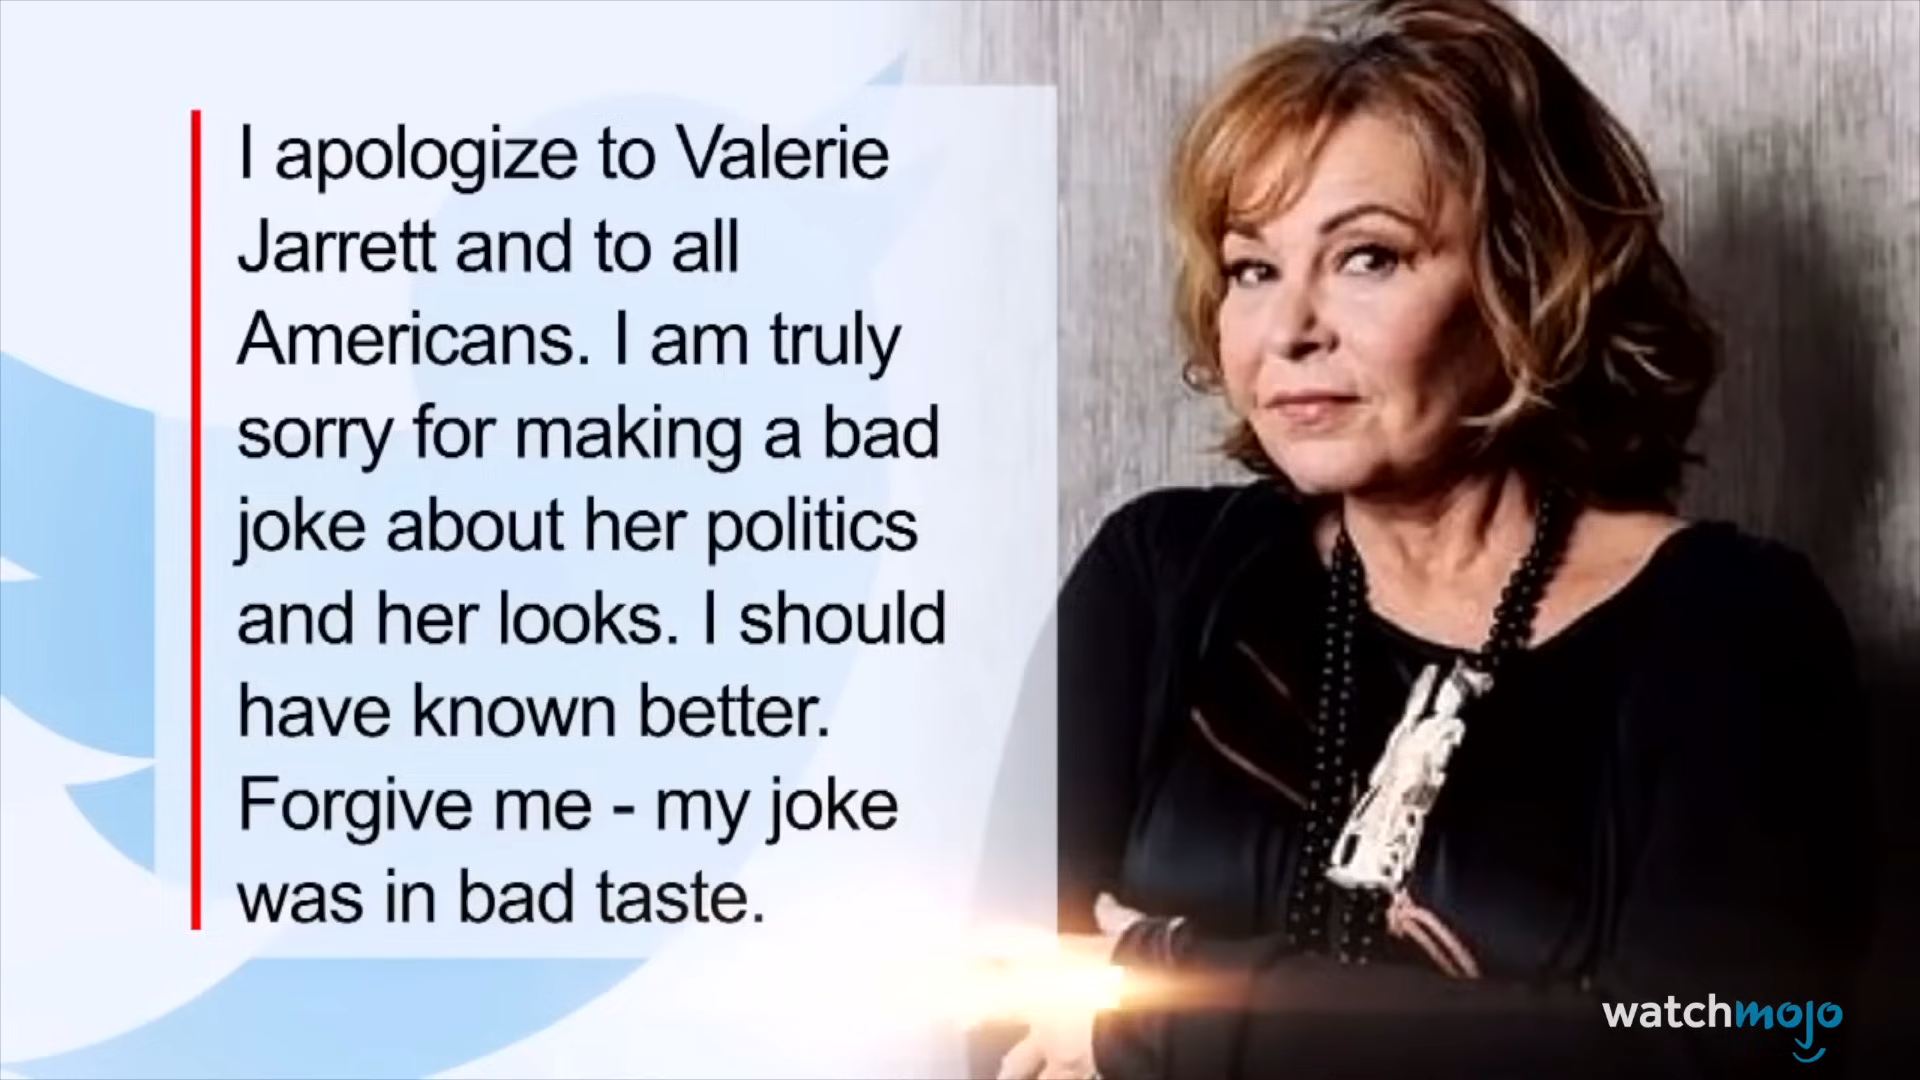 I apologize to Valerie
Jarrett and to all
Americans. I am truly
sorry for making a bad
joke about her politics
and her looks. I should
have known better.
Forgive me - my joke
was in bad taste.
watchmojo